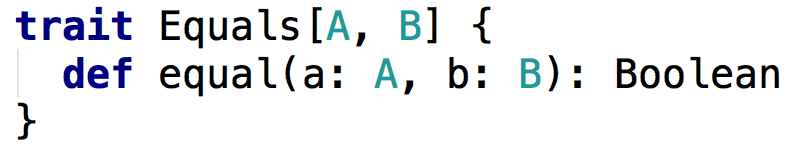 trait Equals[A, B] {
  def equal(a: A, b: B): Boolean
}